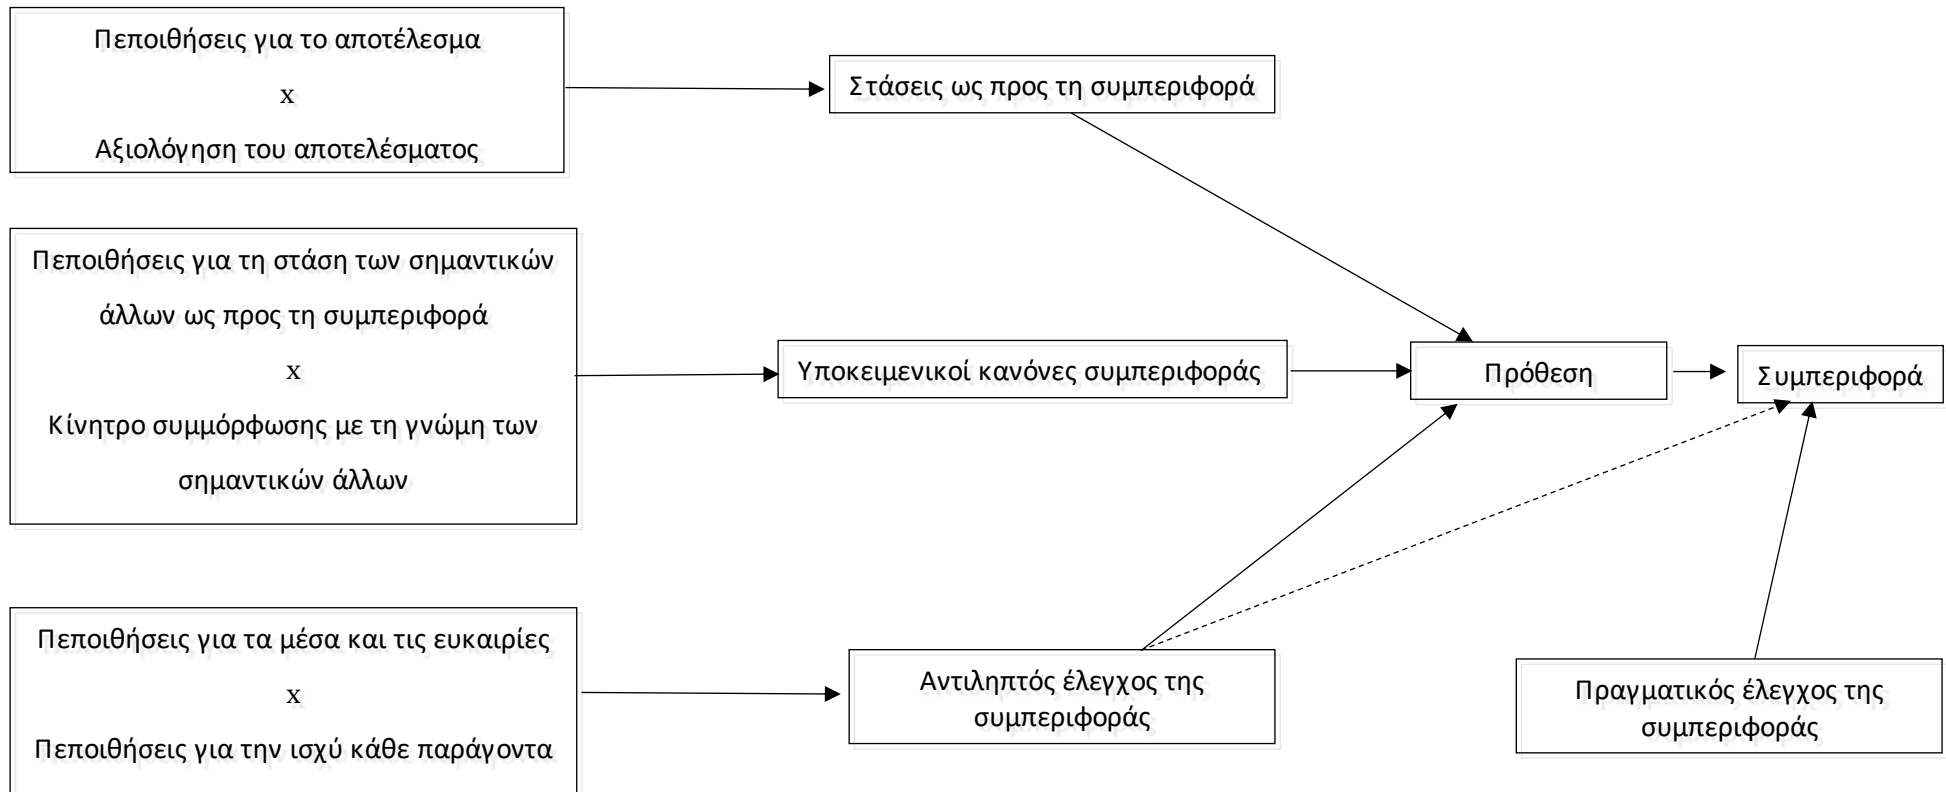 Πεποιθήσεις για το αποτέλεσμα
x
Αξιολόγηση του αποτελέσματος
Στάσεις ως προς τη συμπεριφορά
Πεποιθήσεις για τη στάση των σημαντικών
άλλων ως προς τη συμπεριφορά
x
Κίνητρο συμμόρφωσης με τη γνώμη των
σημαντικών άλλων
Υποκειμενικοί κανόνες συμπεριφοράς
Πρόθεση
Συμπεριφορά
Πεποιθήσεις για τα μέσα και τις ευκαιρίες
x
Πεποιθήσεις για την ισχύ κάθε παράγοντα
Αντιληπτός έλεγχος της
συμπεριφοράς
Πραγματικός έλεγχος της
συμπεριφοράς